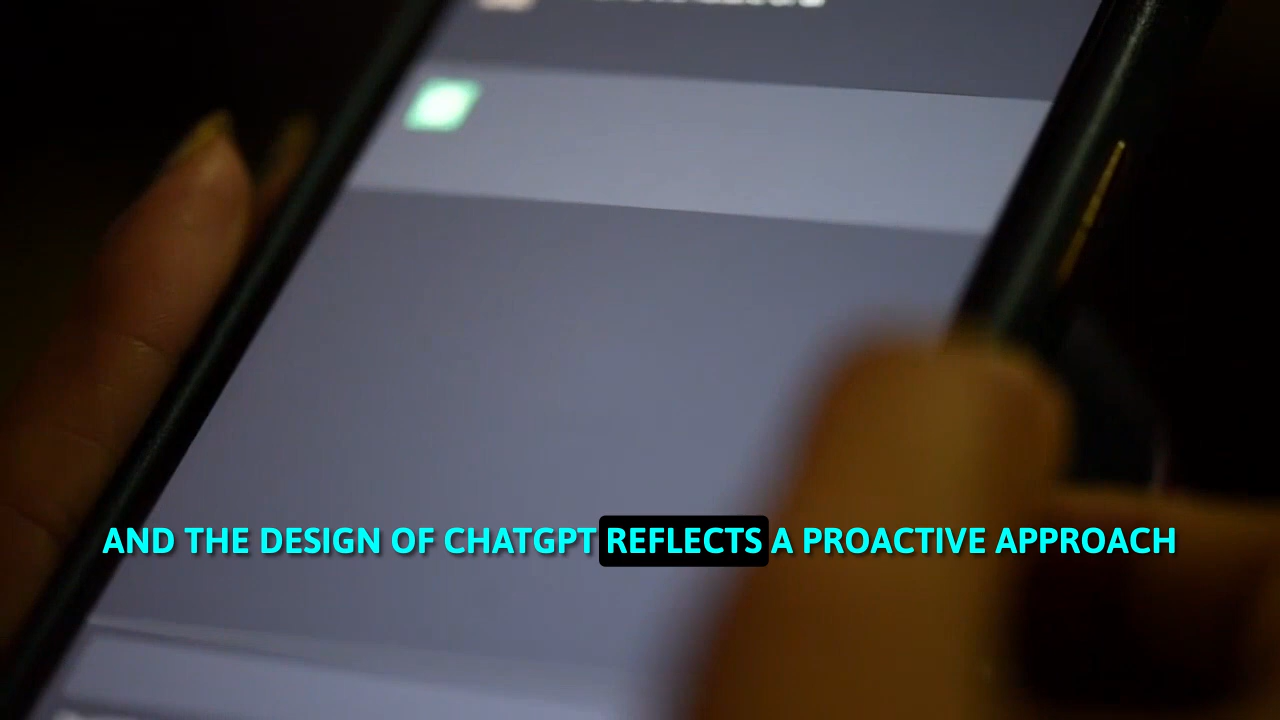 AND THE DESIGN OF CHATGPT REFLECTS A PROACTIVE APPROACH